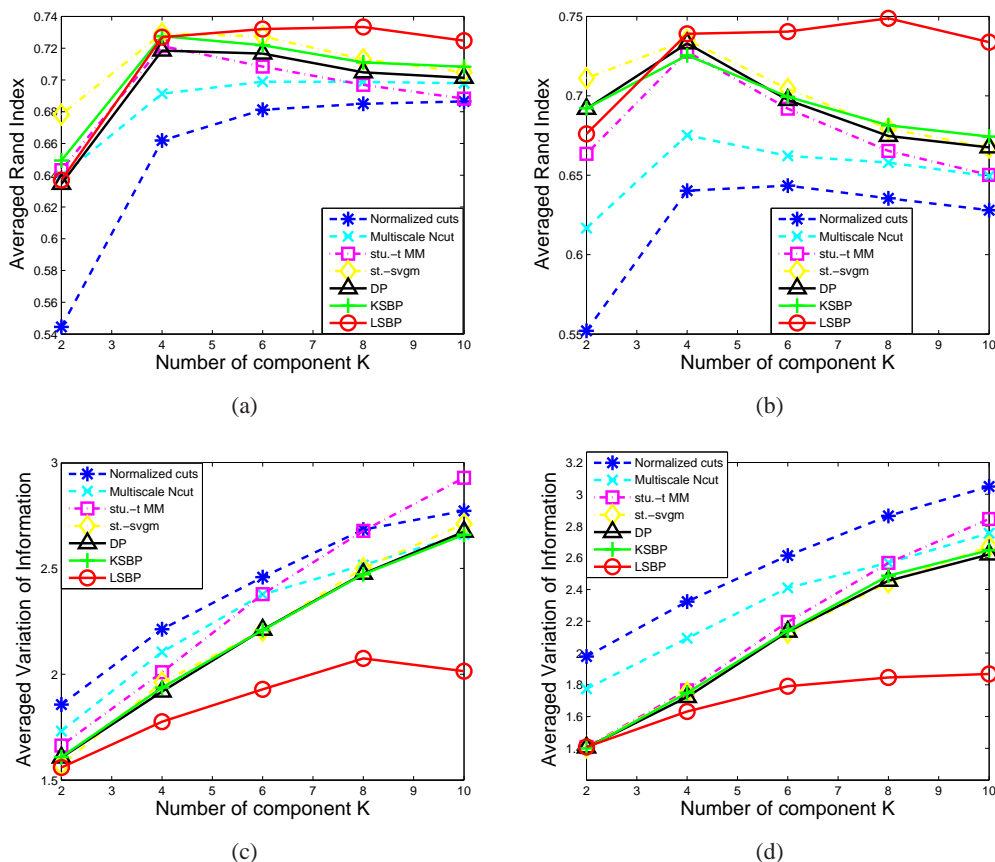 0.74
0.72
0.7
0.68
0.66
0.64
0.62
0.6
0.58
0.56
0.54
2 3 4 5 6 7 8 9 10
Averaged Rand Index
Number of component K
Normalized cuts
Multiscale Ncut
stu.-t MM
st.-svgm
DP
KSBP
LSBP
(a)
0.75
0.7
0.65
0.6
0.55
2 3 4 5 6 7 8 9 10
Averaged Rand Index
Number of component K
Normalized cuts
Multiscale Ncut
stu.-t MM
st.-svgm
DP
KSBP
LSBP
(b)
3
2.5
2
1.5
2 3 4 5 6 7 8 9 10
Averaged Variation of Information
Number of component K
Normalized cuts
Multiscale Ncut
stu.-t MM
st.-svgm
DP
KSBP
LSBP
(c)
3.2
3
2.8
2.6
2.4
2.2
2
1.8
1.6
1.4
2 3 4 5 6 7 8 9 10
Averaged Variation of Information
Number of component K
Normalized cuts
Multiscale Ncut
stu.-t MM
st.-svgm
DP
KSBP
LSBP
(d)